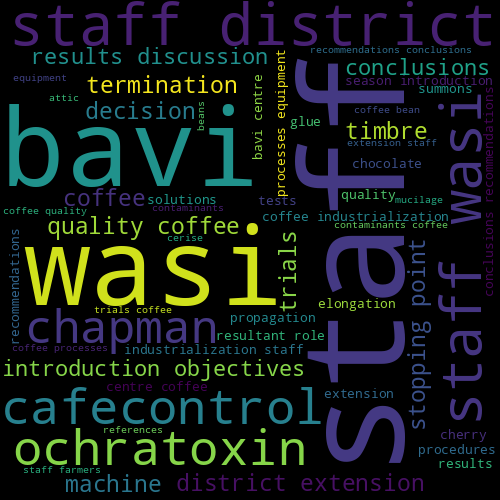 staff district
recommendations conclusions
results discussion
conclusions
equipment
termination
season introduction
summons
attic
decision
beans
bavi centre
processes equipment
coffee bean
glue
timbre
bavi
staff
extension staff
chocolate
coffee
solutions
tests
quality
mucilage
coffee quality
contaminants
coffee industrialization
quality coffee
cerise
contaminants coffee
staff wasi
conclusions recommendations
recommendations
wasi
trials
stopping point
elongation
trials coffee
chapman
propagation
resultant role
coffee processes
industrialization staff
introduction objectives
centre coffee
extension
cafecontrol
references
cherry
ochratoxin
procedures
staff farmers
results
machine
district extension